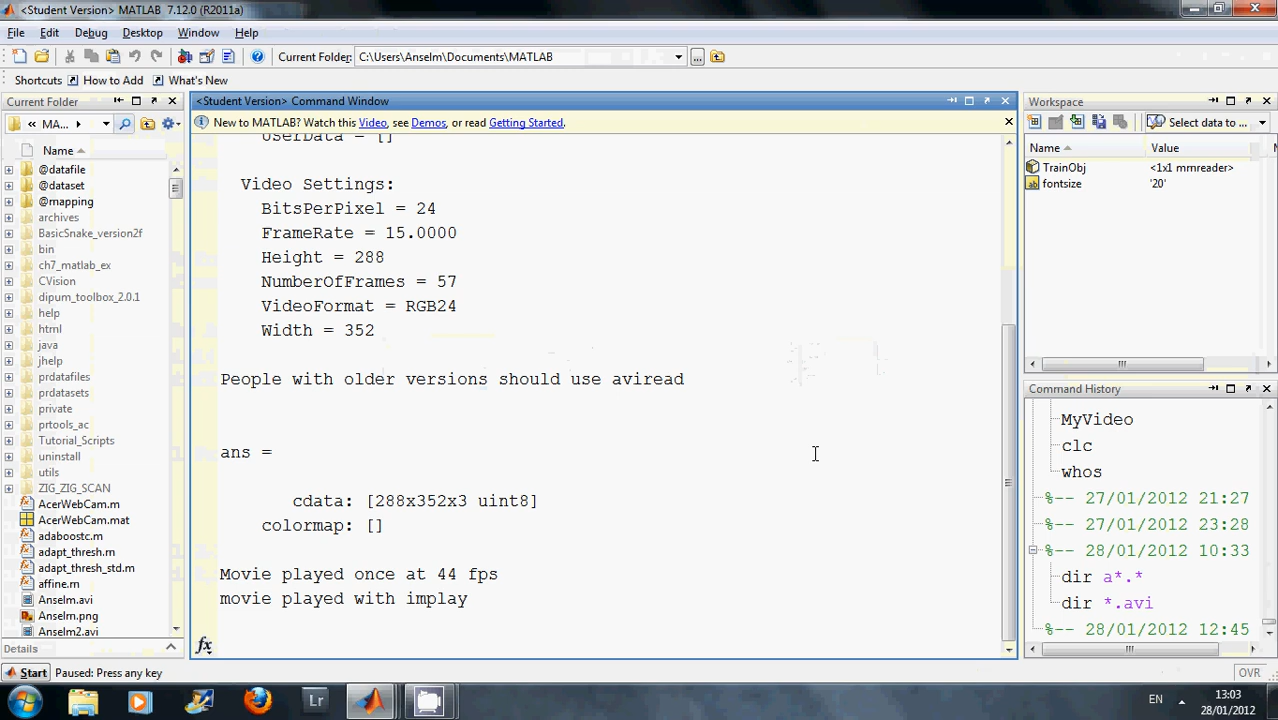 <Student Version> MATLAB 7.12.0 (R2011a)
File Edit Debug Desktop Window Help
Current Folder: C:\Users\Anselm\Documents\MATLAB
Shortcuts How to Add What's New
Current Folder
« MA...
Name
@datafile
@dataset
@mapping
archives
BasicSnake_version2f
bin
ch7_matlab_ex
CVision
dipum_toolbox_2.0.1
help
html
java
jhelp
prdatafiles
prdatasets
private
prtools_ac
Tutorial_Scripts
uninstall
utils
ZIG_ZIG_SCAN
AcerWebCam.m
AcerWebCam.mat
adaboostc.m
adapt_thresh.m
adapt_thresh_std.m
affine.m
Anselm.avi
Anselm.png
Anselm2.avi
Details
<Student Version> Command Window
New to MATLAB? Watch this Video, see Demos, or read Getting Started.
UserData = []
Video Settings:
BitsPerPixel = 24
FrameRate = 15.0000
Height = 288
NumberOfFrames = 57
VideoFormat = RGB24
Width = 352
People with older versions should use aviread
ans =
cdata: [288x352x3 uint8]
colormap: []
Movie played once at 44 fps
movie played with implay
fx
Workspace
Select data to ...
Name Value
TrainObj <1x1 mmreader>
fontsize '20'
Command History
MyVideo
clc
whos
%-- 27/01/2012 21:27
%-- 27/01/2012 23:28
%-- 28/01/2012 10:33
dir a*.*
dir *.avi
%-- 28/01/2012 12:45
Start Paused: Press any key
OVR
Lr
EN
13:03
28/01/2012